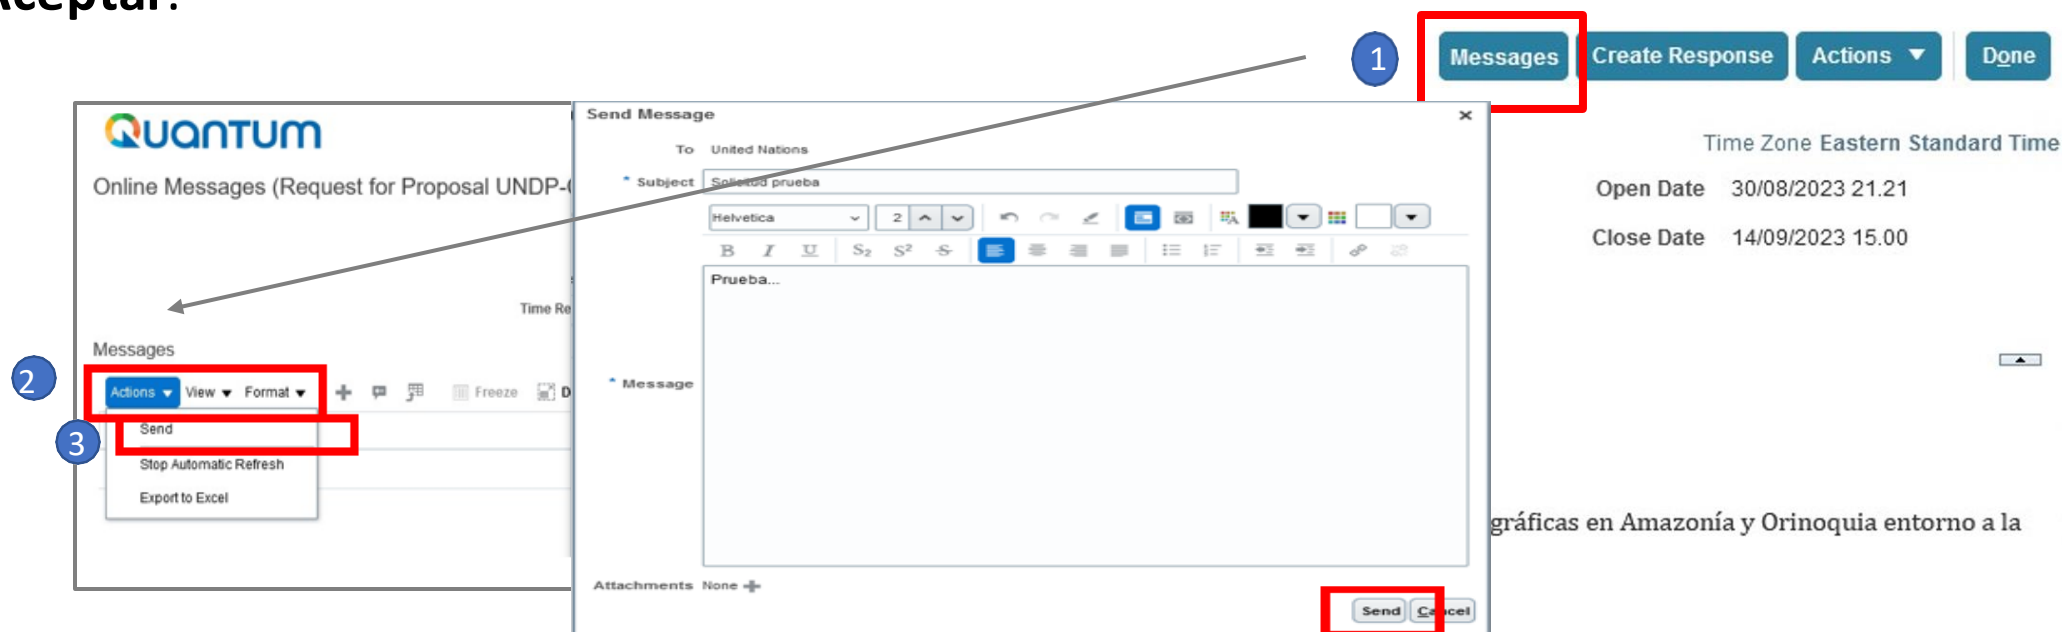 Aceptar.
1
Messages
Create Response
Actions
Done
Time Zone Eastern Standard Time
Open Date 30/08/2023 21.21
Close Date 14/09/2023 15.00
QUANTUM
Online Messages (Request for Proposal UNDP-
Time Re
Messages
2
Actions View Format Freeze D
3
Send
Stop Automatic Refresh
Export to Excel
Send Message
To United Nations
* Subject Solicitud prueba
Helvetica 2
B I U S2 S2 S
Prueba...
* Message
Attachments None
Send Cancel
gráficas en Amazonía y Orinoquia entorno a la